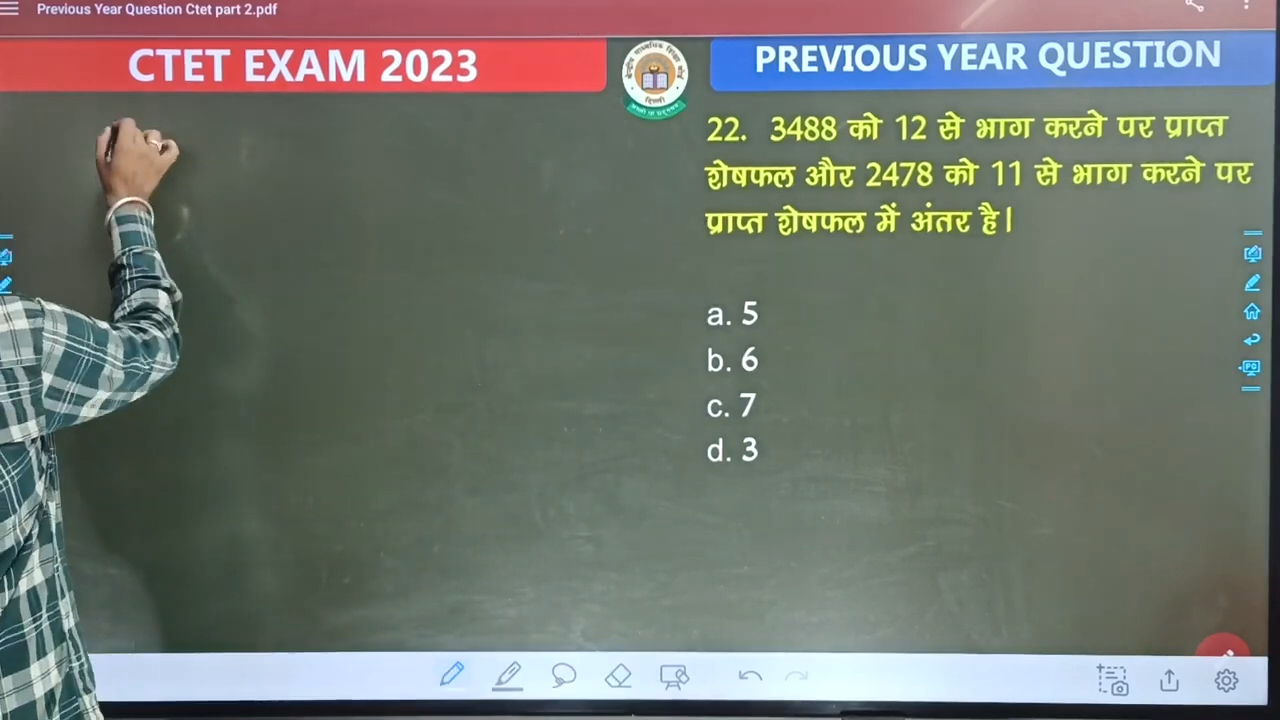 Previous Year Question Ctet part 2.pdf
CTET EXAM 2023
PREVIOUS YEAR QUESTION
22. 3488 को 12 से भाग करने पर प्राप्त
शेषफल और 2478 को 11 से भाग करने पर
प्राप्त शेषफल में अंतर है।
a. 5
b. 6
c. 7
d. 3